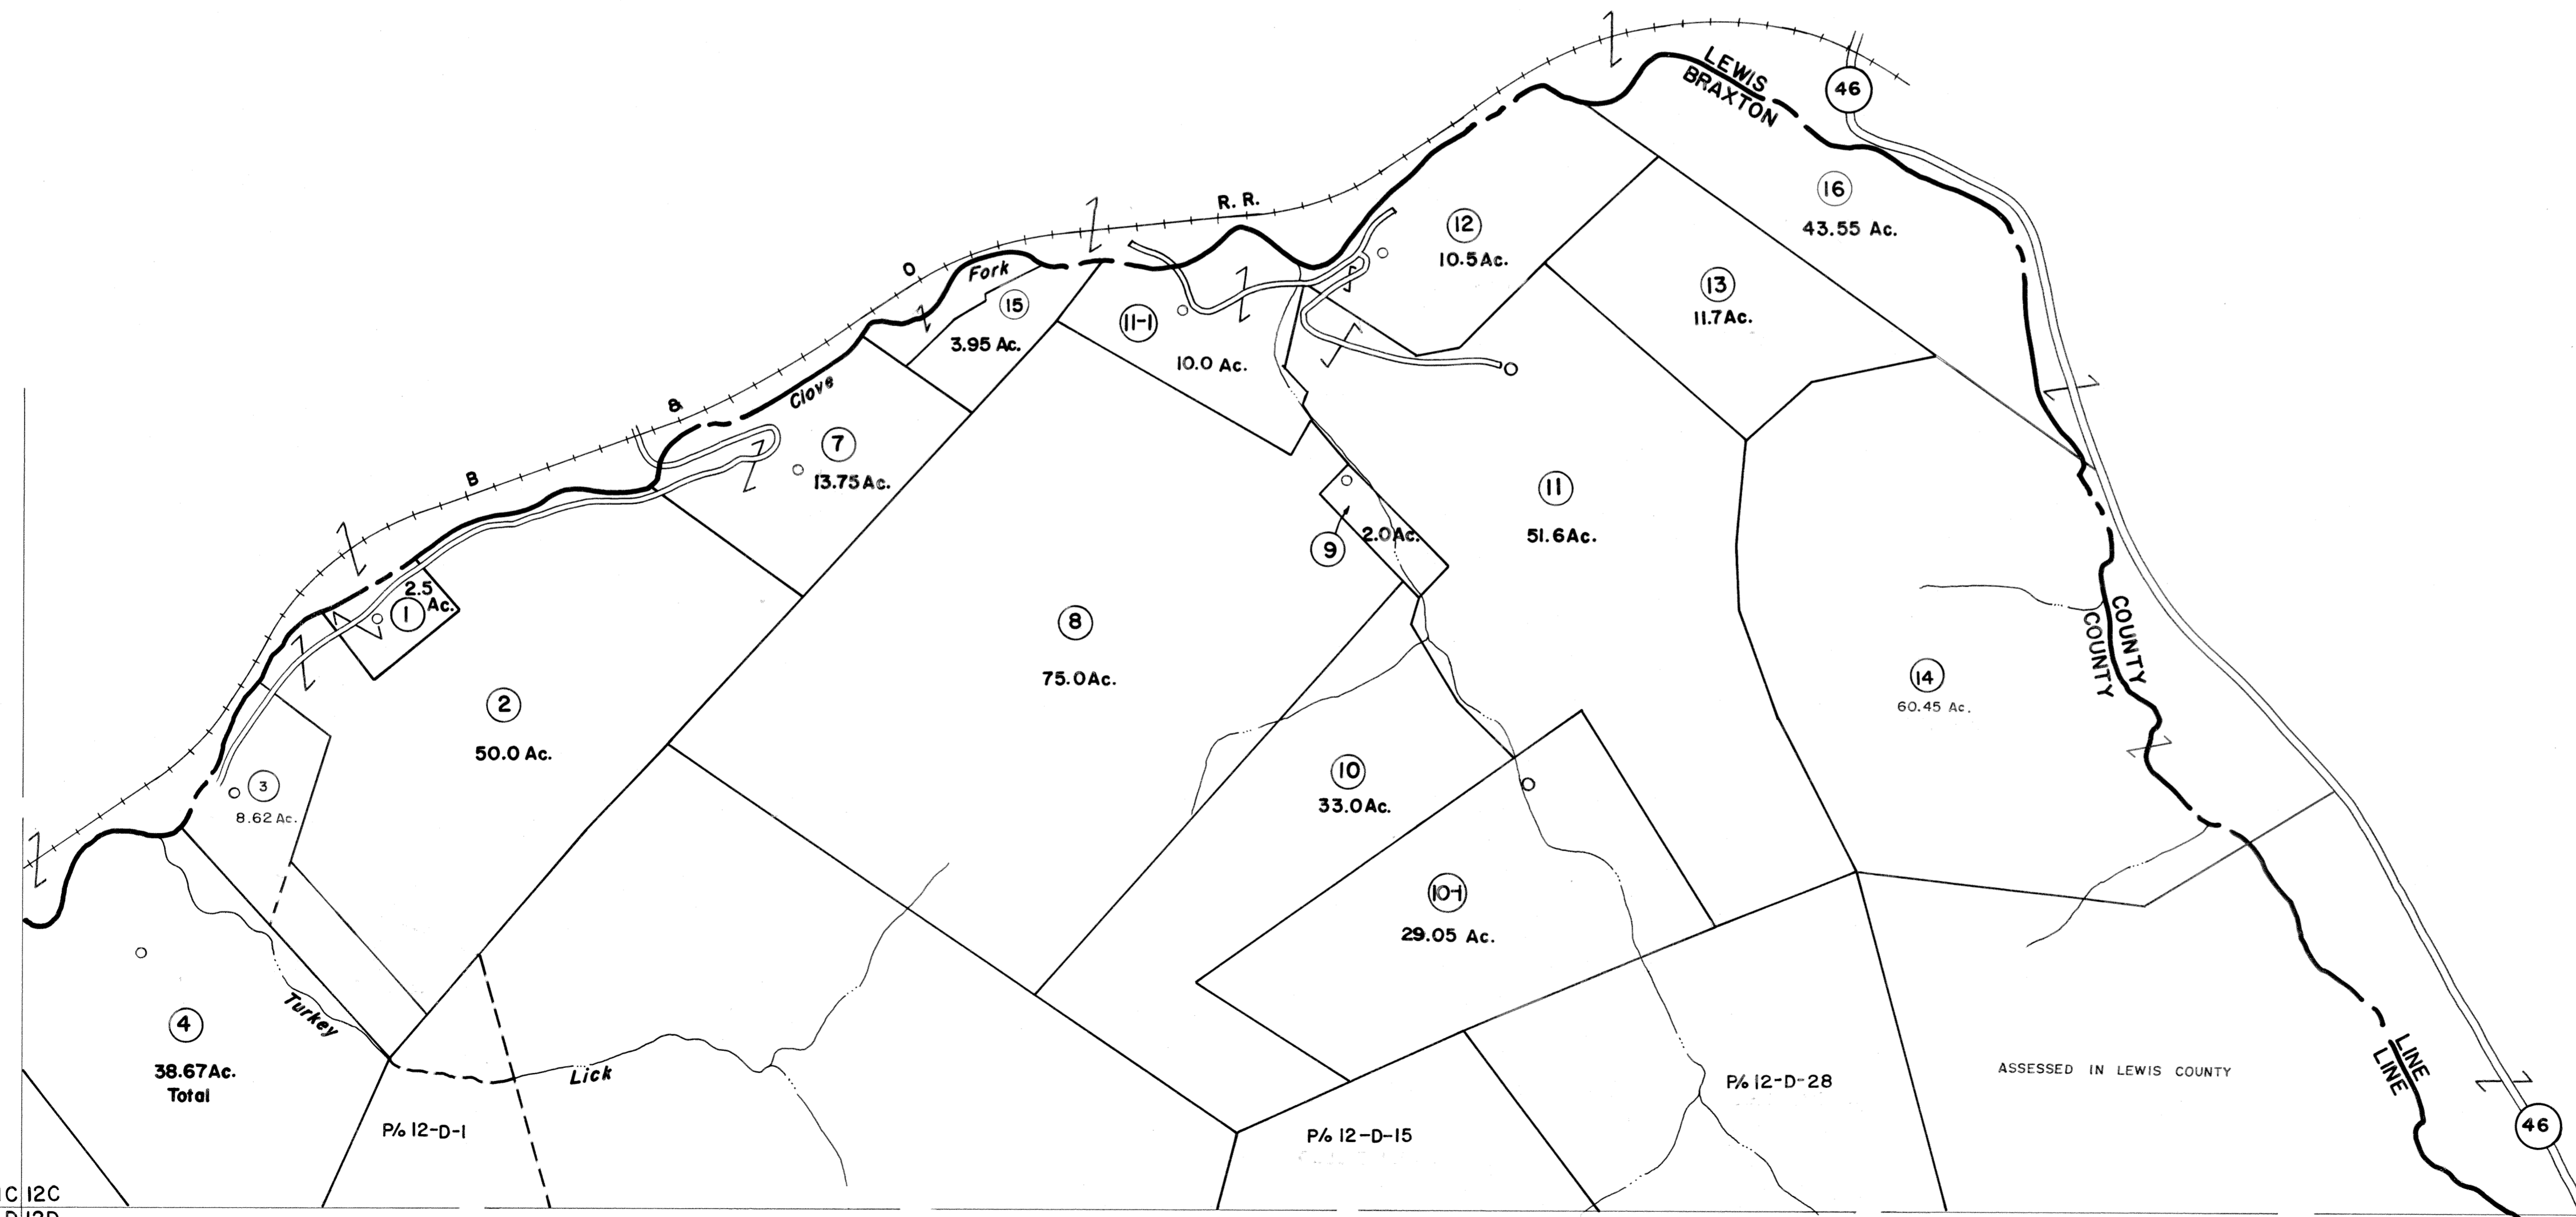 LEWIS
BRAXTON
46
16
43.55 Ac.
R. R.
12
10.5 Ac.
O
Fork
13
11.7 Ac.
15
3.95 Ac.
11-1
10.0 Ac.
Clove
&
7
13.75 Ac.
B
11
51.6 Ac.
9
2.0 Ac.
2.5
Ac.
1
8
75.0 Ac.
COUNTY
COUNTY
14
60.45 Ac.
2
50.0 Ac.
3
8.62 Ac.
10
33.0 Ac.
10-1
29.05 Ac.
4
38.67 Ac.
Total
Turkey
Lick
P/o 12-D-1
P/o 12-D-15
P/o 12-D-28
ASSESSED IN LEWIS COUNTY
LINE
LINE
46
C 12C
D 12D